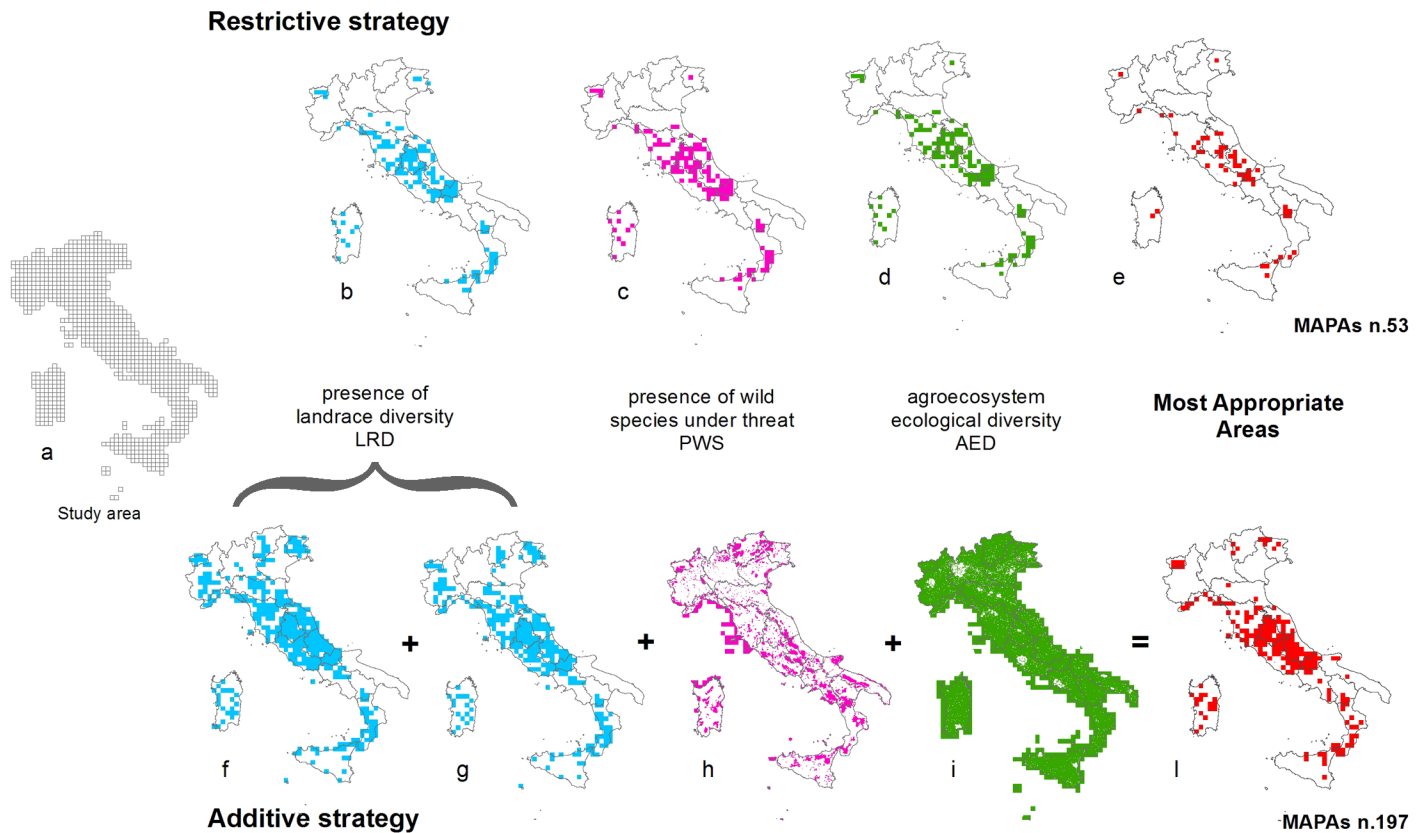 Restrictive strategy
b
c
d
e
MAPAs n.53
a
Study area
presence of
landrace diversity
LRD
presence of wild
species under threat
PWS
agroecosystem
ecological diversity
AED
Most Appropriate
Areas
f
+
g
+
h
+
i
=
l
Additive strategy
MAPAs n.197